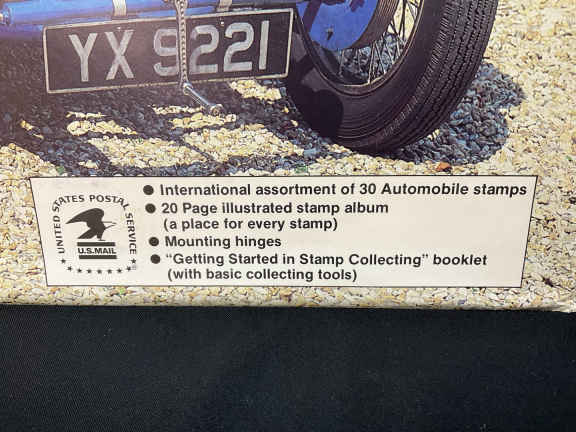 YX 9221
UNITED STATES POSTAL SERVICE
U.S.MAIL
® 
● International assortment of 30 Automobile stamps
● 20 Page illustrated stamp album
(a place for every stamp)
● Mounting hinges
● “Getting Started in Stamp Collecting” booklet
(with basic collecting tools)